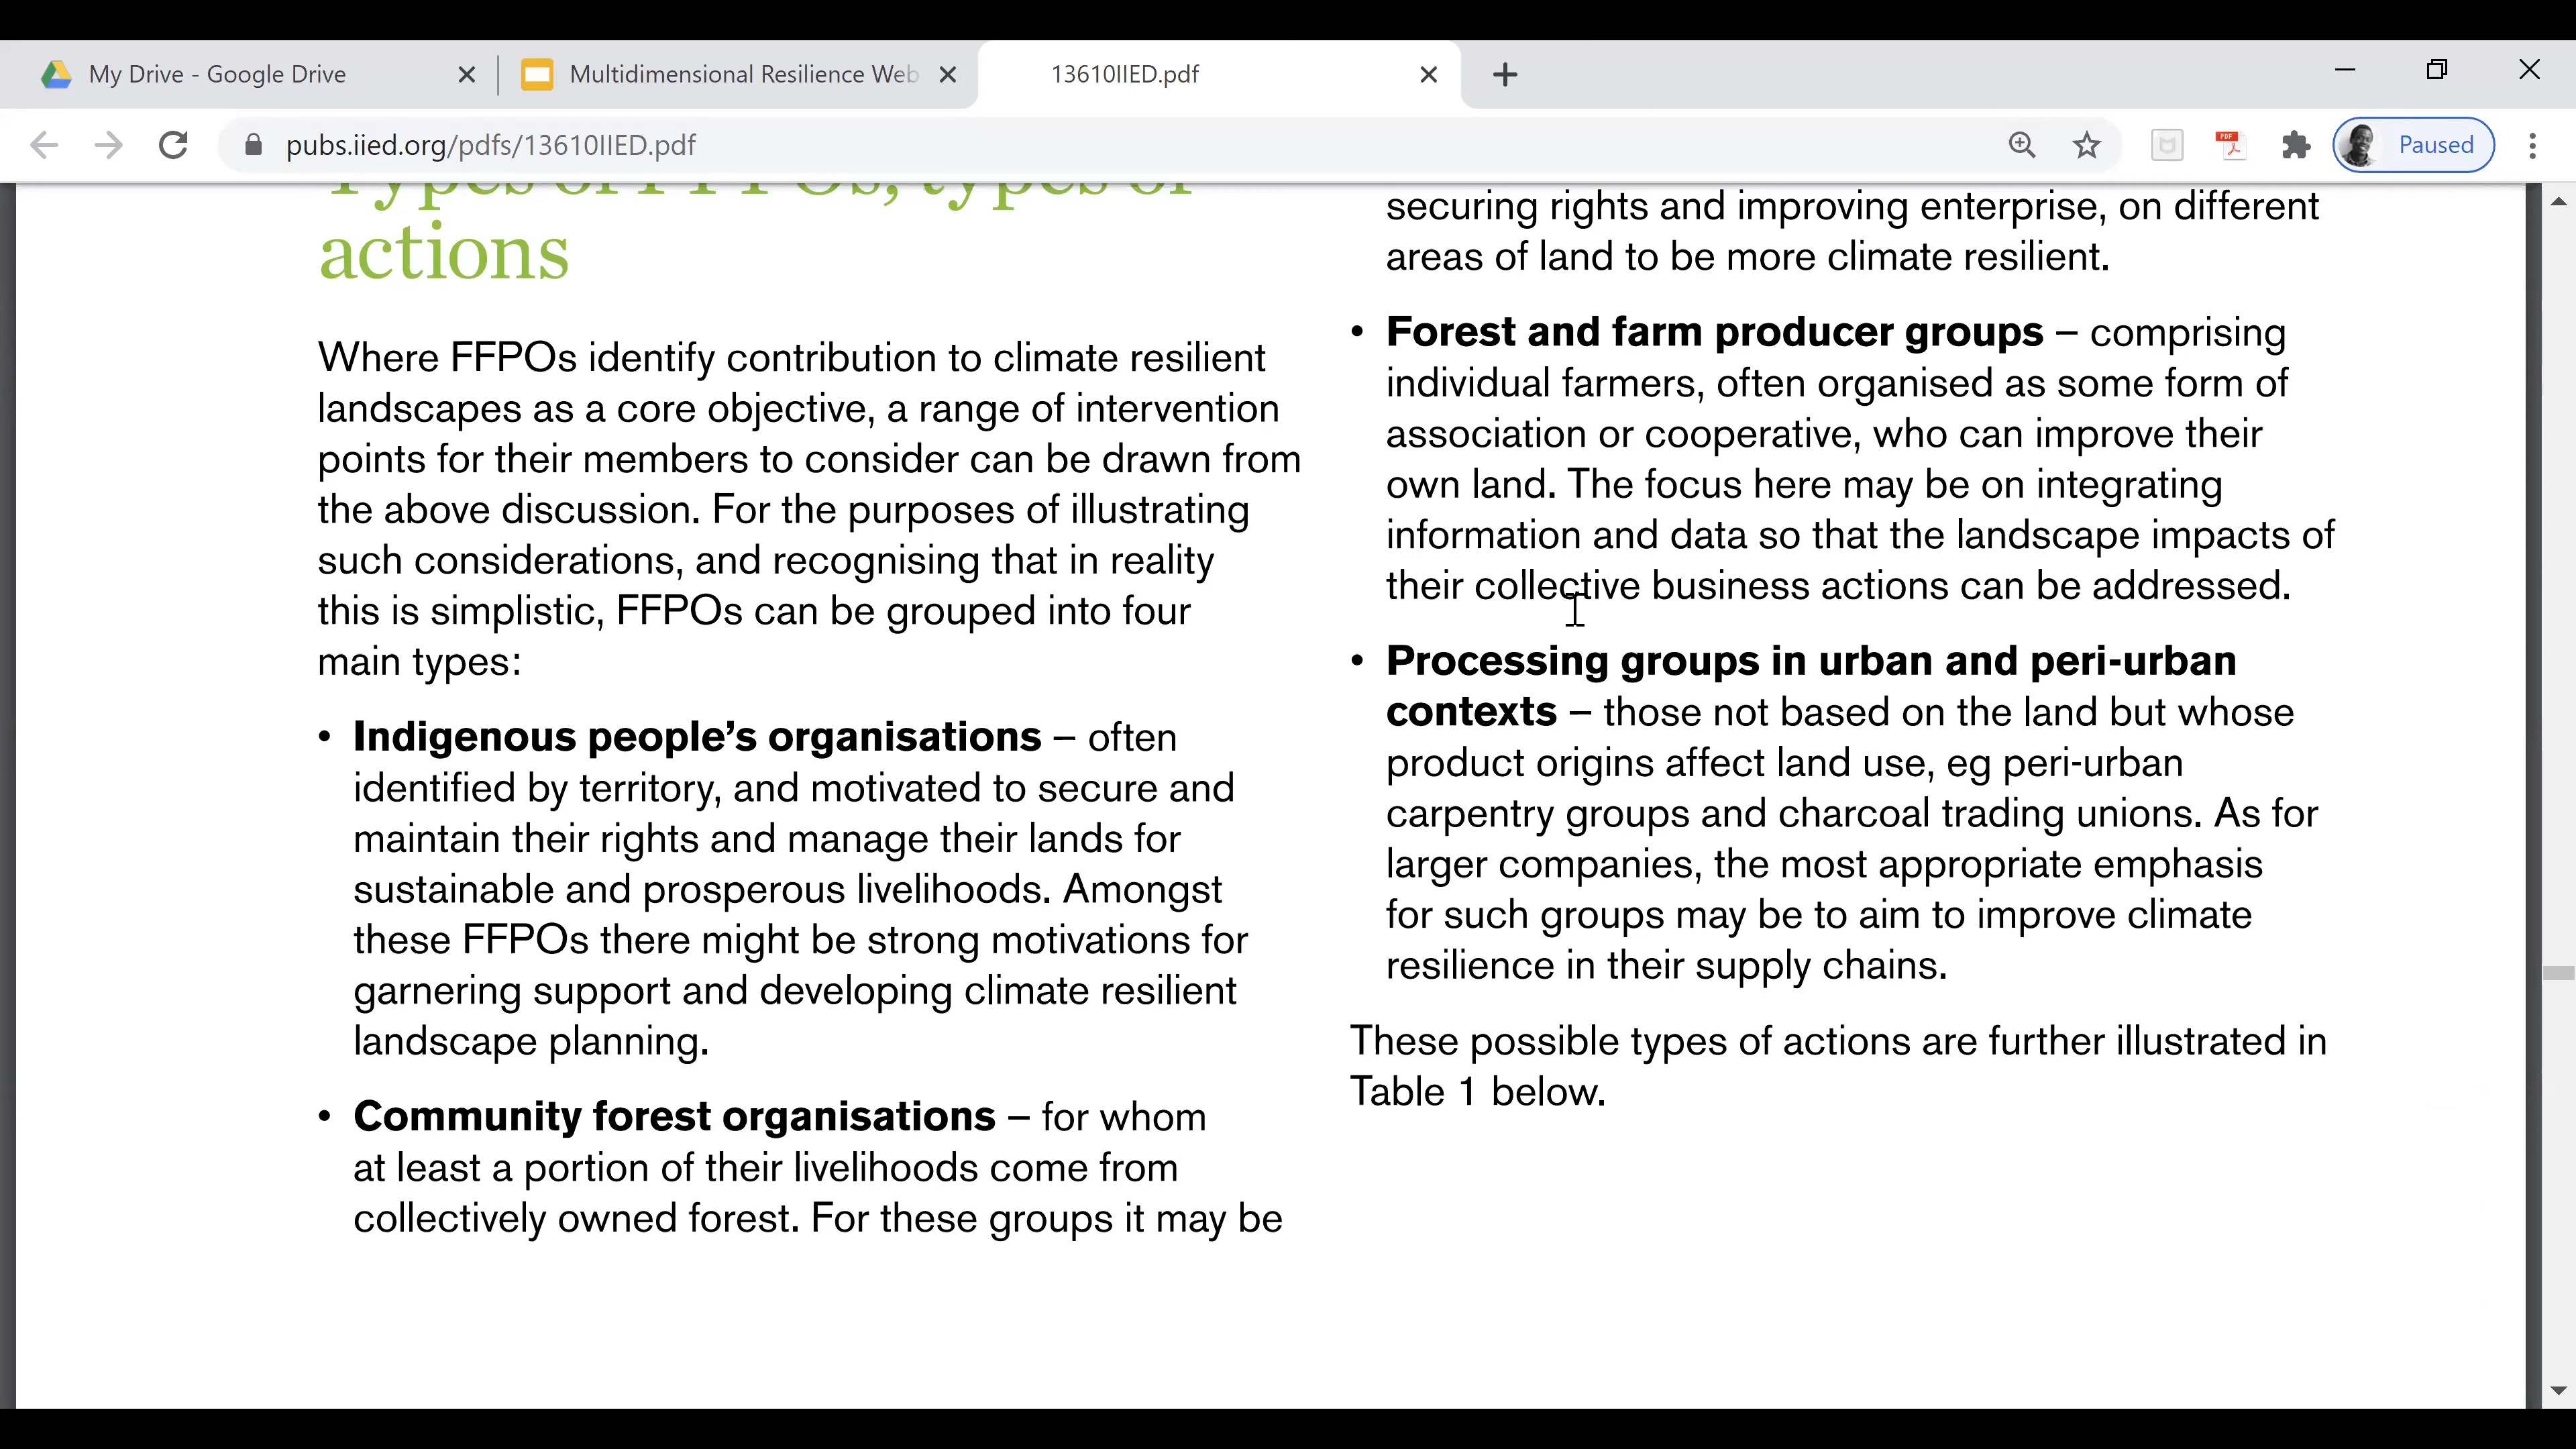 My Drive - Google Drive
Multidimensional Resilience Web
13610IIED.pdf
pubs.iied.org/pdfs/13610IIED.pdf
PDF
Paused
Types of FFPOs, types of
actions
Where FFPOs identify contribution to climate resilient
landscapes as a core objective, a range of intervention
points for their members to consider can be drawn from
the above discussion. For the purposes of illustrating
such considerations, and recognising that in reality
this is simplistic, FFPOs can be grouped into four
main types:
• Indigenous people’s organisations – often
identified by territory, and motivated to secure and
maintain their rights and manage their lands for
sustainable and prosperous livelihoods. Amongst
these FFPOs there might be strong motivations for
garnering support and developing climate resilient
landscape planning.
• Community forest organisations – for whom
at least a portion of their livelihoods come from
collectively owned forest. For these groups it may be
securing rights and improving enterprise, on different
areas of land to be more climate resilient.
• Forest and farm producer groups – comprising
individual farmers, often organised as some form of
association or cooperative, who can improve their
own land. The focus here may be on integrating
information and data so that the landscape impacts of
their collective business actions can be addressed.
• Processing groups in urban and peri-urban
contexts – those not based on the land but whose
product origins affect land use, eg peri-urban
carpentry groups and charcoal trading unions. As for
larger companies, the most appropriate emphasis
for such groups may be to aim to improve climate
resilience in their supply chains.
These possible types of actions are further illustrated in
Table 1 below.